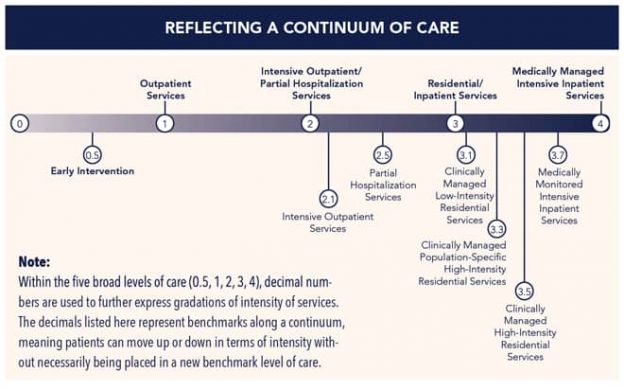 REFLECTING A CONTINUUM OF CARE
Outpatient
Services
Intensive Outpatient/
Partial Hospitalization
Services
Residential/
Inpatient Services
Medically Managed
Intensive Inpatient
Services
0
1
2
3
4
0.5
Early Intervention
2.1
Intensive Outpatient
Services
2.5
Partial
Hospitalization
Services
3.1
Clinically
Managed
Low-Intensity
Residential
Services
3.3
Clinically Managed
Population-Specific
High-Intensity
Residential Services
3.5
Clinically
Managed
High-Intensity
Residential
Services
3.7
Medically
Monitored
Intensive
Inpatient
Services
Note:
Within the five broad levels of care (0.5, 1, 2, 3, 4), decimal num-
bers are used to further express gradations of intensity of services.
The decimals listed here represent benchmarks along a continuum,
meaning patients can move up or down in terms of intensity with-
out necessarily being placed in a new benchmark level of care.